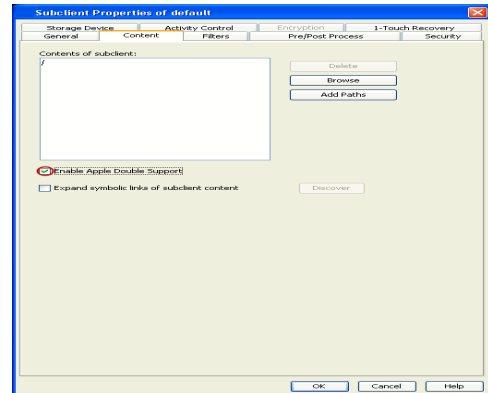 Subclient Properties of default
Storage Device Activity Control Encryption 1-Touch Recovery
General Content Filters Pre/Post Process Security
Contents of subclient:
/
Delete
Browse
Add Paths
Enable Apple Double Support
Expand symbolic links of subclient content Discover
OK Cancel Help